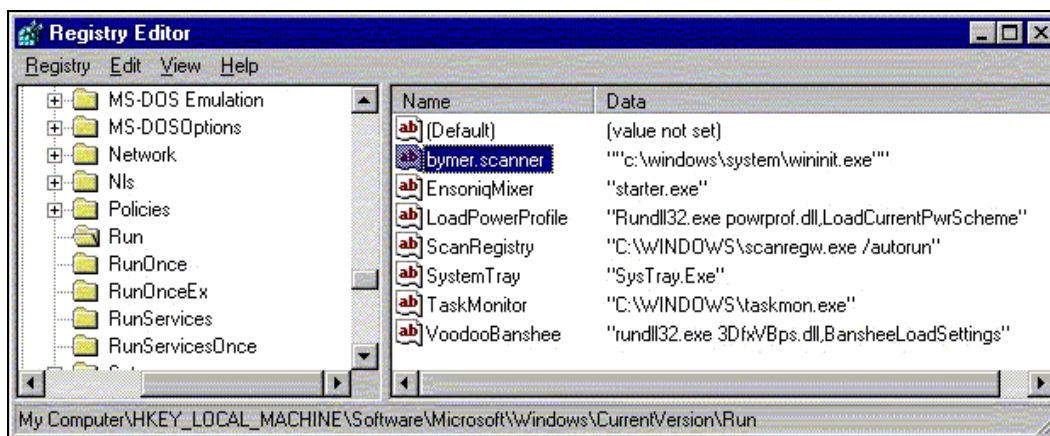 Registry Editor
Registry Edit View Help
MS-DOS Emulation
MS-DOSOptions
Network
Nls
Policies
Run
RunOnce
RunOnceEx
RunServices
RunServicesOnce
Name Data
(Default) (value not set)
bymer.scanner ""c:\windows\system\wininit.exe""
EnsoniqMixer "starter.exe"
LoadPowerProfile "Rundll32.exe powrprof.dll,LoadCurrentPwrScheme"
ScanRegistry "C:\WINDOWS\scanregw.exe /autorun"
SystemTray "SysTray.Exe"
TaskMonitor "C:\WINDOWS\taskmon.exe"
VoodooBanshee "rundll32.exe 3DfxVBps.dll,BansheeLoadSettings"
My Computer\HKEY_LOCAL_MACHINE\Software\Microsoft\Windows\CurrentVersion\Run